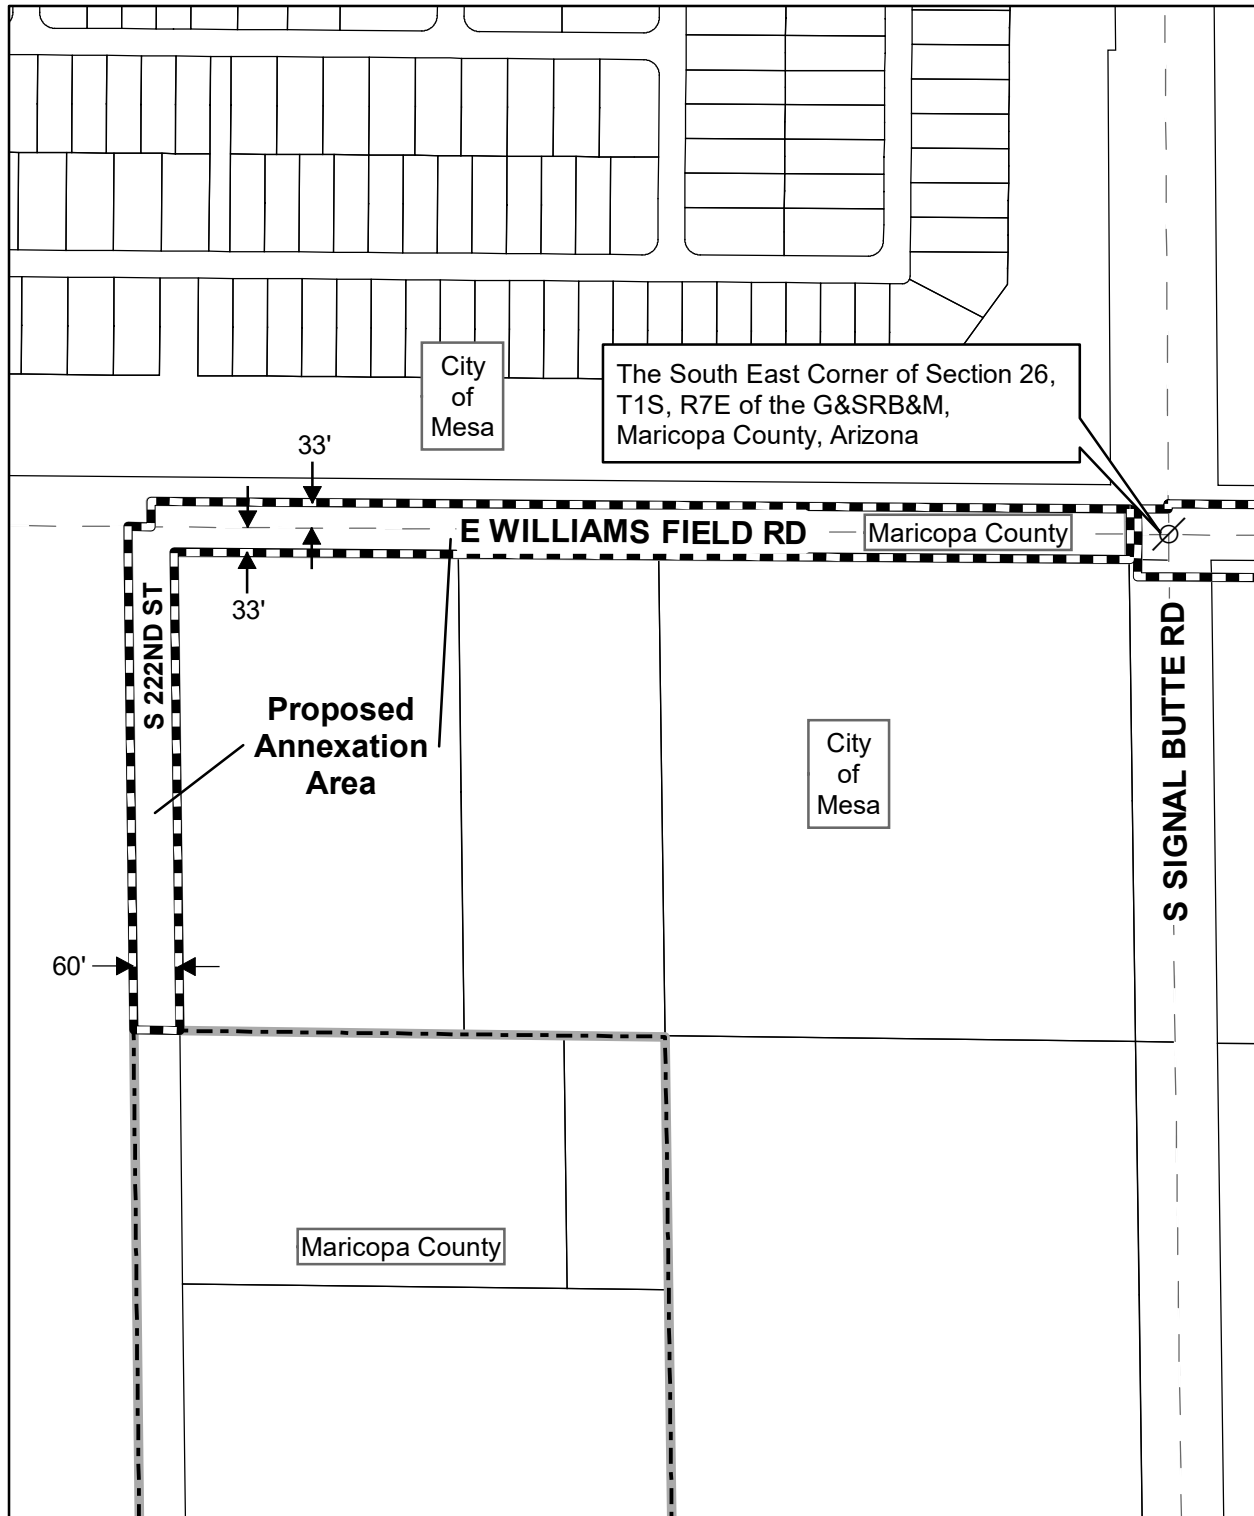 City
of
Mesa
The South East Corner of Section 26,
T1S, R7E of the G&SRB&M,
Maricopa County, Arizona
33'
E WILLIAMS FIELD RD
Maricopa County
33'
S 222ND ST
Proposed
Annexation
Area
City
of
Mesa
S SIGNAL BUTTE RD
60'
Maricopa County